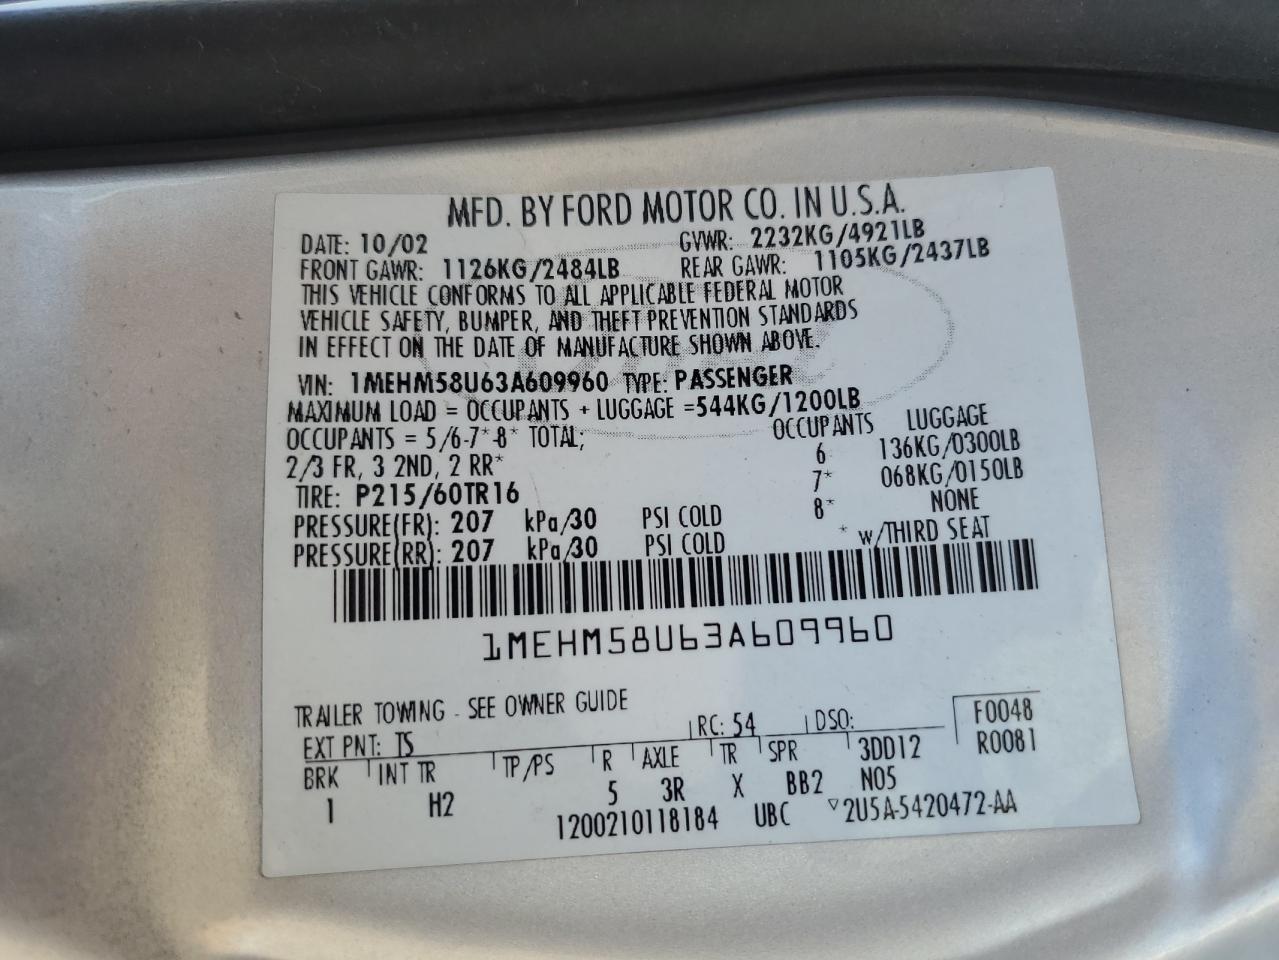 MFD. BY FORD MOTOR CO. IN U.S.A.
DATE: 10/02 GVWR: 2232KG/4921LB
FRONT GAWR: 1126KG/2484LB REAR GAWR: 1105KG/2437LB
THIS VEHICLE CONFORMS TO ALL APPLICABLE FEDERAL MOTOR
VEHICLE SAFETY, BUMPER, AND THEFT PREVENTION STANDARDS
IN EFFECT ON THE DATE OF MANUFACTURE SHOWN ABOVE.
VIN: 1MEHM58U63A609960 TYPE: PASSENGER
MAXIMUM LOAD = OCCUPANTS + LUGGAGE =544KG/1200LB
OCCUPANTS = 5/6-7*-8* TOTAL; OCCUPANTS LUGGAGE
2/3 FR, 3 2ND, 2 RR* 6 136KG/0300LB
TIRE: P215/60TR16 7* 068KG/0150LB
PRESSURE(FR): 207 kPa/30 PSI COLD 8* NONE
PRESSURE(RR): 207 kPa/30 PSI COLD * w/THIRD SEAT
1MEHM58U63A609960
TRAILER TOWING - SEE OWNER GUIDE
EXT PNT: TS RC: 54 DSO: F0048
BRK INT TR TP/PS R AXLE TR SPR 3DD12 R0081
1 H2 5 3R X BB2 N05
1200210118184 UBC ▽2U5A-5420472-AA